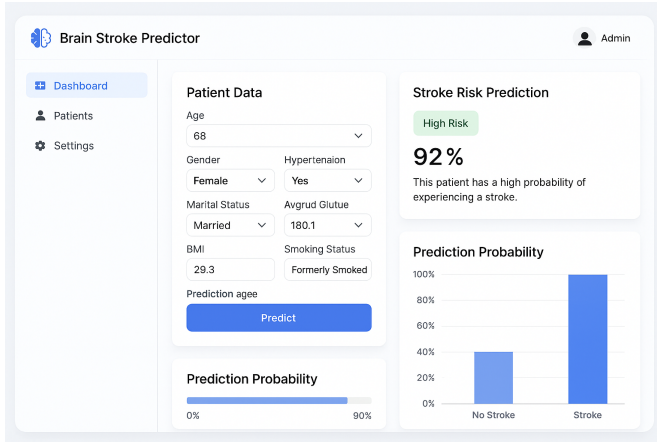 Brain Stroke Predictor
Admin
Dashboard
Patients
Settings
Patient Data
Age
68
Gender
Hypertenaion
Female
Yes
Marital Status
Avgrud Glutue
Married
180.1
BMI
Smoking Status
29.3
Formerly Smoked
Prediction agee
Predict
Prediction Probability
0%
90%
Stroke Risk Prediction
High Risk
92%
This patient has a high probability of
experiencing a stroke.
Prediction Probability
100%
80%
60%
40%
20%
0%
No Stroke
Stroke